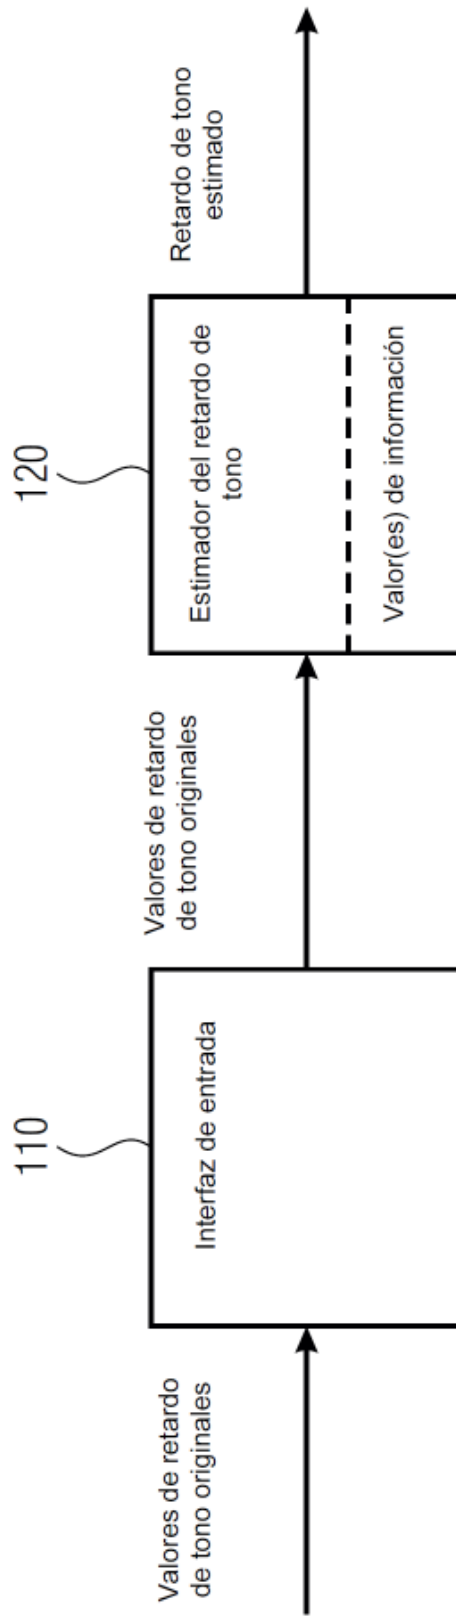 110
120
Valores de retardo
de tono originales
Interfaz de entrada
Valores de retardo
de tono originales
Estimador del retardo de
tono
Valor(es) de información
Retardo de tono
estimado